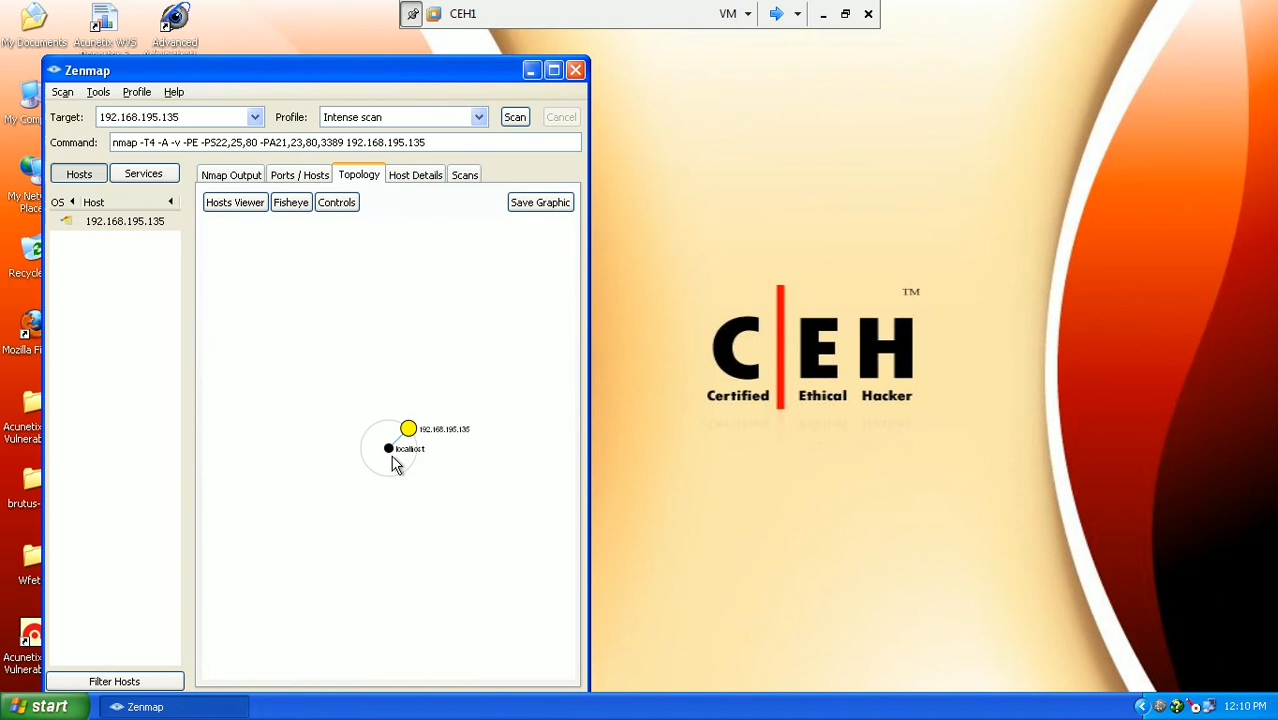 CEH1
VM
My Documents
Acunetix WVS
Advanced
Zenmap
Scan Tools Profile Help
Target: 192.168.195.135 Profile: Intense scan Scan Cancel
Command: nmap -T4 -A -v -PE -PS22,25,80 -PA21,23,80,3389 192.168.195.135
Hosts Services
Nmap Output Ports / Hosts Topology Host Details Scans
OS Host
192.168.195.135
Hosts Viewer Fisheye Controls Save Graphic
192.168.195.135
localhost
Filter Hosts
My Comp
My Net
Place
Recycle
Mozilla Fi
Acunetix
Vulnerab
brutus-
Wfet
Acunetix
Vulnerab
C EH
TM
Certified Ethical Hacker
start
Zenmap
12:10 PM